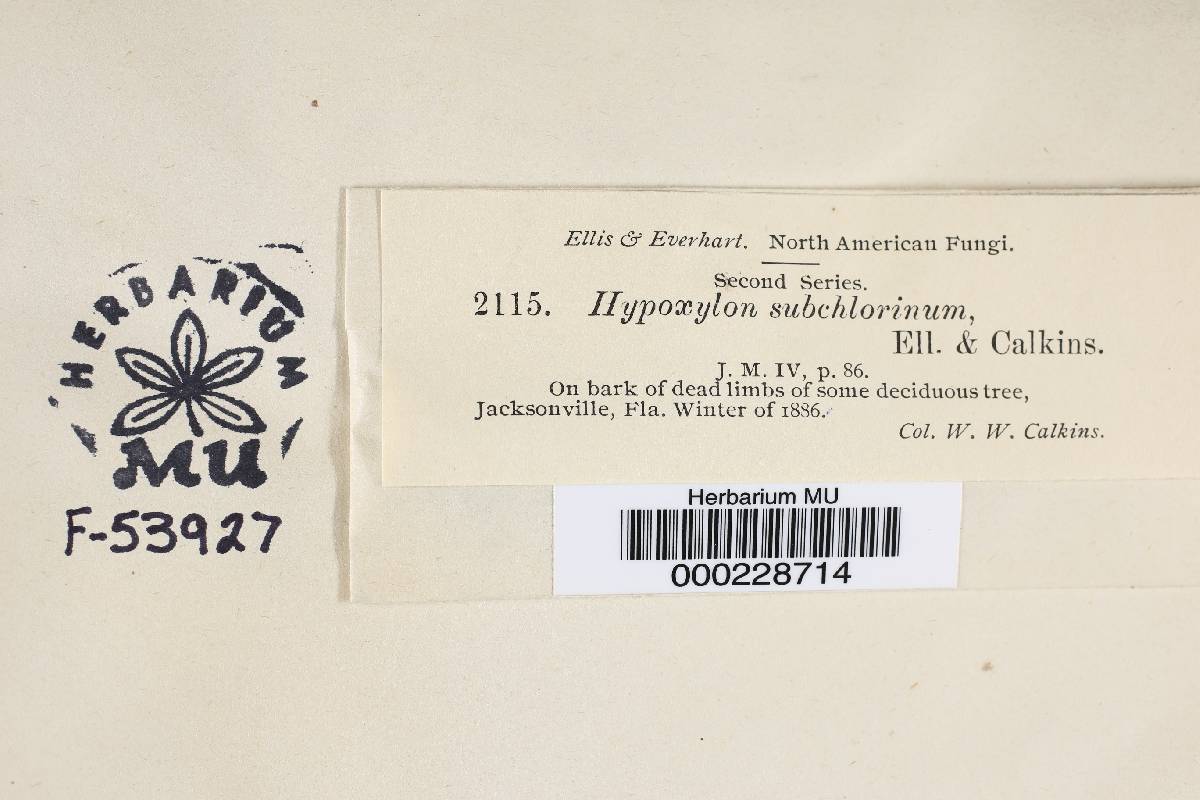 HERBARIUM
MU
F-53927
Ellis & Everhart. North American Fungi.
Second Series.
2115. Hypoxylon subchlorinum,
Ell. & Calkins.
J. M. IV, p. 86.
On bark of dead limbs of some deciduous tree,
Jacksonville, Fla. Winter of 1886.
Col. W. W. Calkins.
Herbarium MU
000228714